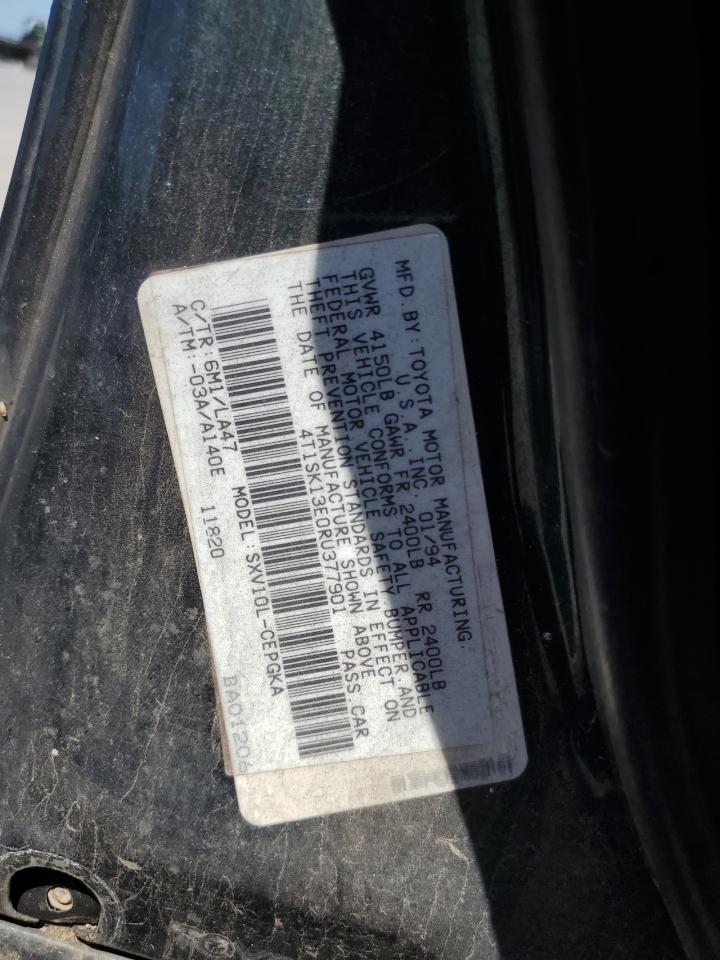 MFD. BY: TOYOTA MOTOR MANUFACTURING.
U.S.A. INC. 01/94
GVWR 4150LB GAWR FR 2400LB RR 2400LB
THIS VEHICLE CONFORMS TO ALL APPLICABLE
FEDERAL MOTOR VEHICLE SAFETY BUMPER, AND
THEFT PREVENTION STANDARDS IN EFFECT ON
THE DATE OF MANUFACTURE SHOWN ABOVE
4T1SK13E0RU377901 PASS.CAR
C/TR:6M1/LA47 MODEL:SXV10L-CEPGKA
A/TM:-03A/A140E 11820
BA01206